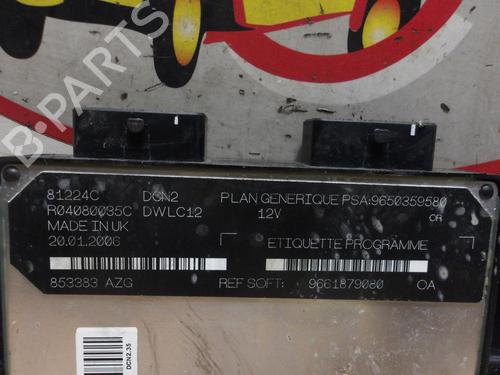 B-PARTS
81224C DCN2 PLAN GENERIQUE PSA:9650359580
R04080035C DWLC12 12V CR
MADE IN UK
20.01.2006 ETIQUETTE PROGRAMME
853383 AZG REF SOFT: 9661879080 OA
DCN2.35